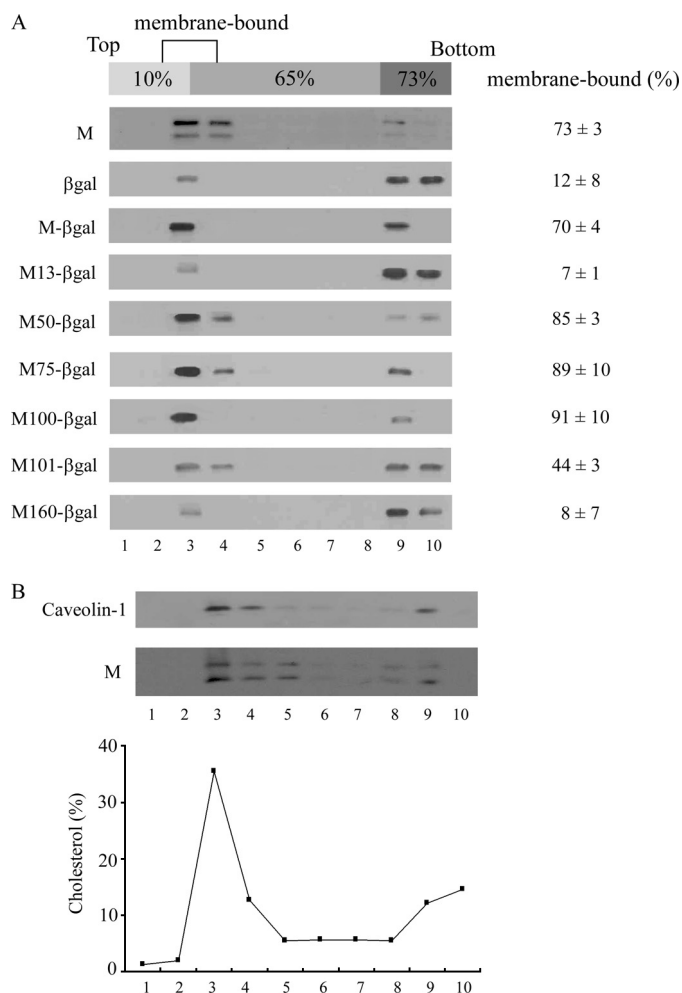 A
membrane-bound
Top
Bottom
10% 65% 73% membrane-bound (%)
M 73 ± 3
βgal 12 ± 8
M-βgal 70 ± 4
M13-βgal 7 ± 1
M50-βgal 85 ± 3
M75-βgal 89 ± 10
M100-βgal 91 ± 10
M101-βgal 44 ± 3
M160-βgal 8 ± 7
1 2 3 4 5 6 7 8 9 10
B
Caveolin-1
M
1 2 3 4 5 6 7 8 9 10
Cholesterol (%)
40
30
20
10
0
1 2 3 4 5 6 7 8 9 10